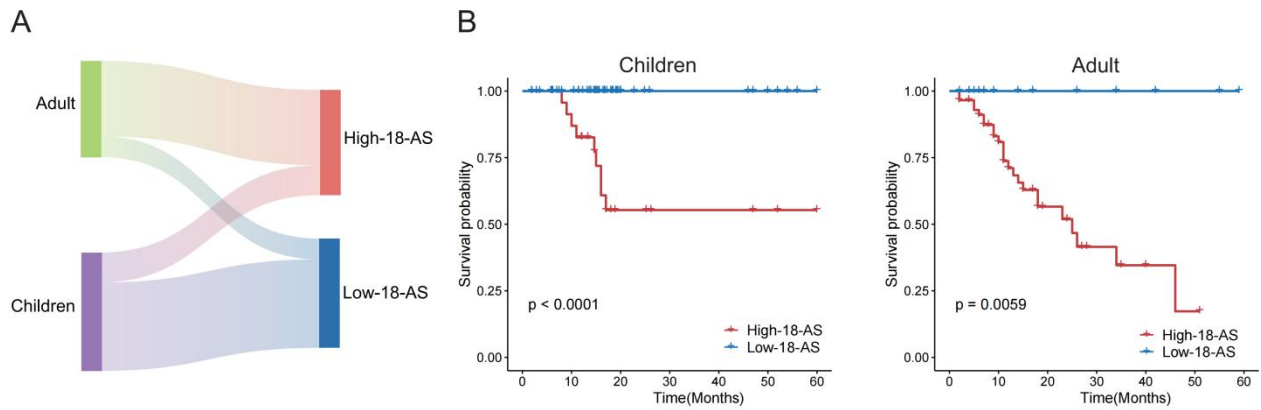 A
Adult
Children
High-18-AS
Low-18-AS
B
Children
Survival probability
1.00
0.75
0.50
0.25
0.00
p < 0.0001
High-18-AS
Low-18-AS
0 10 20 30 40 50 60
Time(Months)
Adult
Survival probability
1.00
0.75
0.50
0.25
0.00
p = 0.0059
High-18-AS
Low-18-AS
0 10 20 30 40 50 60
Time(Months)